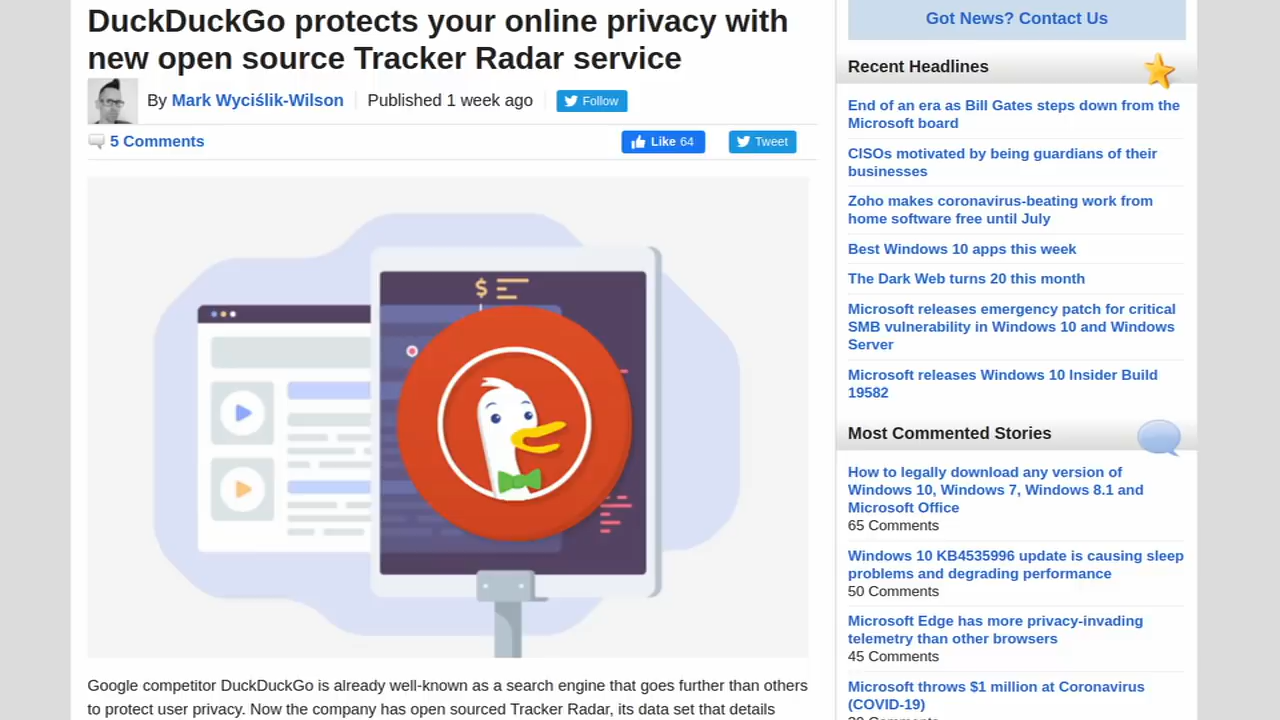 DuckDuckGo protects your online privacy with
new open source Tracker Radar service
By Mark Wyciślik-Wilson
Published 1 week ago
Follow
5 Comments
Like 64
Tweet
$
Google competitor DuckDuckGo is already well-known as a search engine that goes further than others
to protect user privacy. Now the company has open sourced Tracker Radar, its data set that details
Got News? Contact Us
Recent Headlines
End of an era as Bill Gates steps down from the
Microsoft board
CISOs motivated by being guardians of their
businesses
Zoho makes coronavirus-beating work from
home software free until July
Best Windows 10 apps this week
The Dark Web turns 20 this month
Microsoft releases emergency patch for critical
SMB vulnerability in Windows 10 and Windows
Server
Microsoft releases Windows 10 Insider Build
19582
Most Commented Stories
How to legally download any version of
Windows 10, Windows 7, Windows 8.1 and
Microsoft Office
65 Comments
Windows 10 KB4535996 update is causing sleep
problems and degrading performance
50 Comments
Microsoft Edge has more privacy-invading
telemetry than other browsers
45 Comments
Microsoft throws $1 million at Coronavirus
(COVID-19)